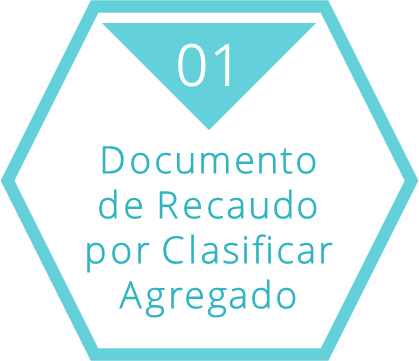 01
Documento
de Recaudo
por Clasificar
Agregado